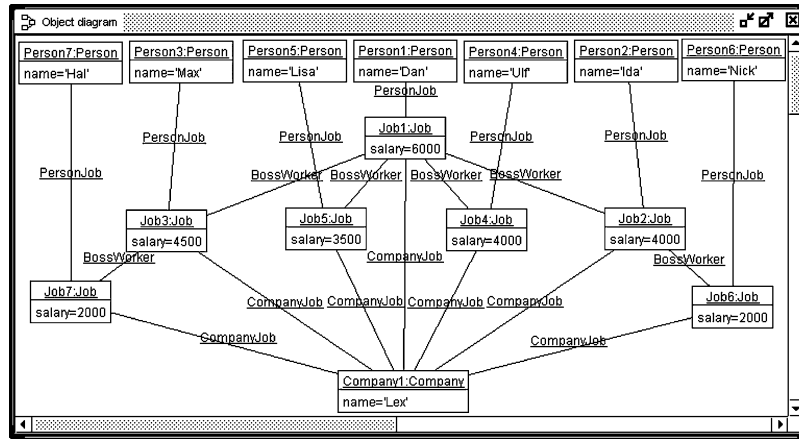 Object diagram
Person7:Person
name='Hal'
Person3:Person
name='Max'
Person5:Person
name='Lisa'
Person1:Person
name='Dan'
Person4:Person
name='Ulf'
Person2:Person
name='Ida'
Person6:Person
name='Nick'
PersonJob
Job1:Job
salary=6000
PersonJob
PersonJob
PersonJob
PersonJob
PersonJob
PersonJob
BossWorker
BossWorker
BossWorker
BossWorker
Job3:Job
salary=4500
Job5:Job
salary=3500
Job4:Job
salary=4000
Job2:Job
salary=4000
BossWorker
CompanyJob
BossWorker
Job7:Job
salary=2000
Job6:Job
salary=2000
CompanyJob
CompanyJob
CompanyJob
CompanyJob
CompanyJob
CompanyJob
Company1:Company
name='Lex'